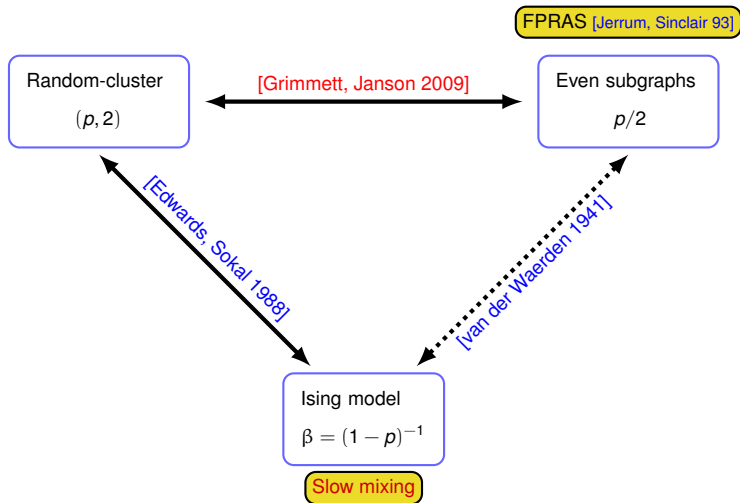 FPRAS [Jerrum, Sinclair 93]
Random-cluster
(p, 2)
[Grimmett, Janson 2009]
Even subgraphs
p/2
[Edwards, Sokal 1988]
[van der Waerden 1941]
Ising model
β = (1 − p)⁻¹
Slow mixing